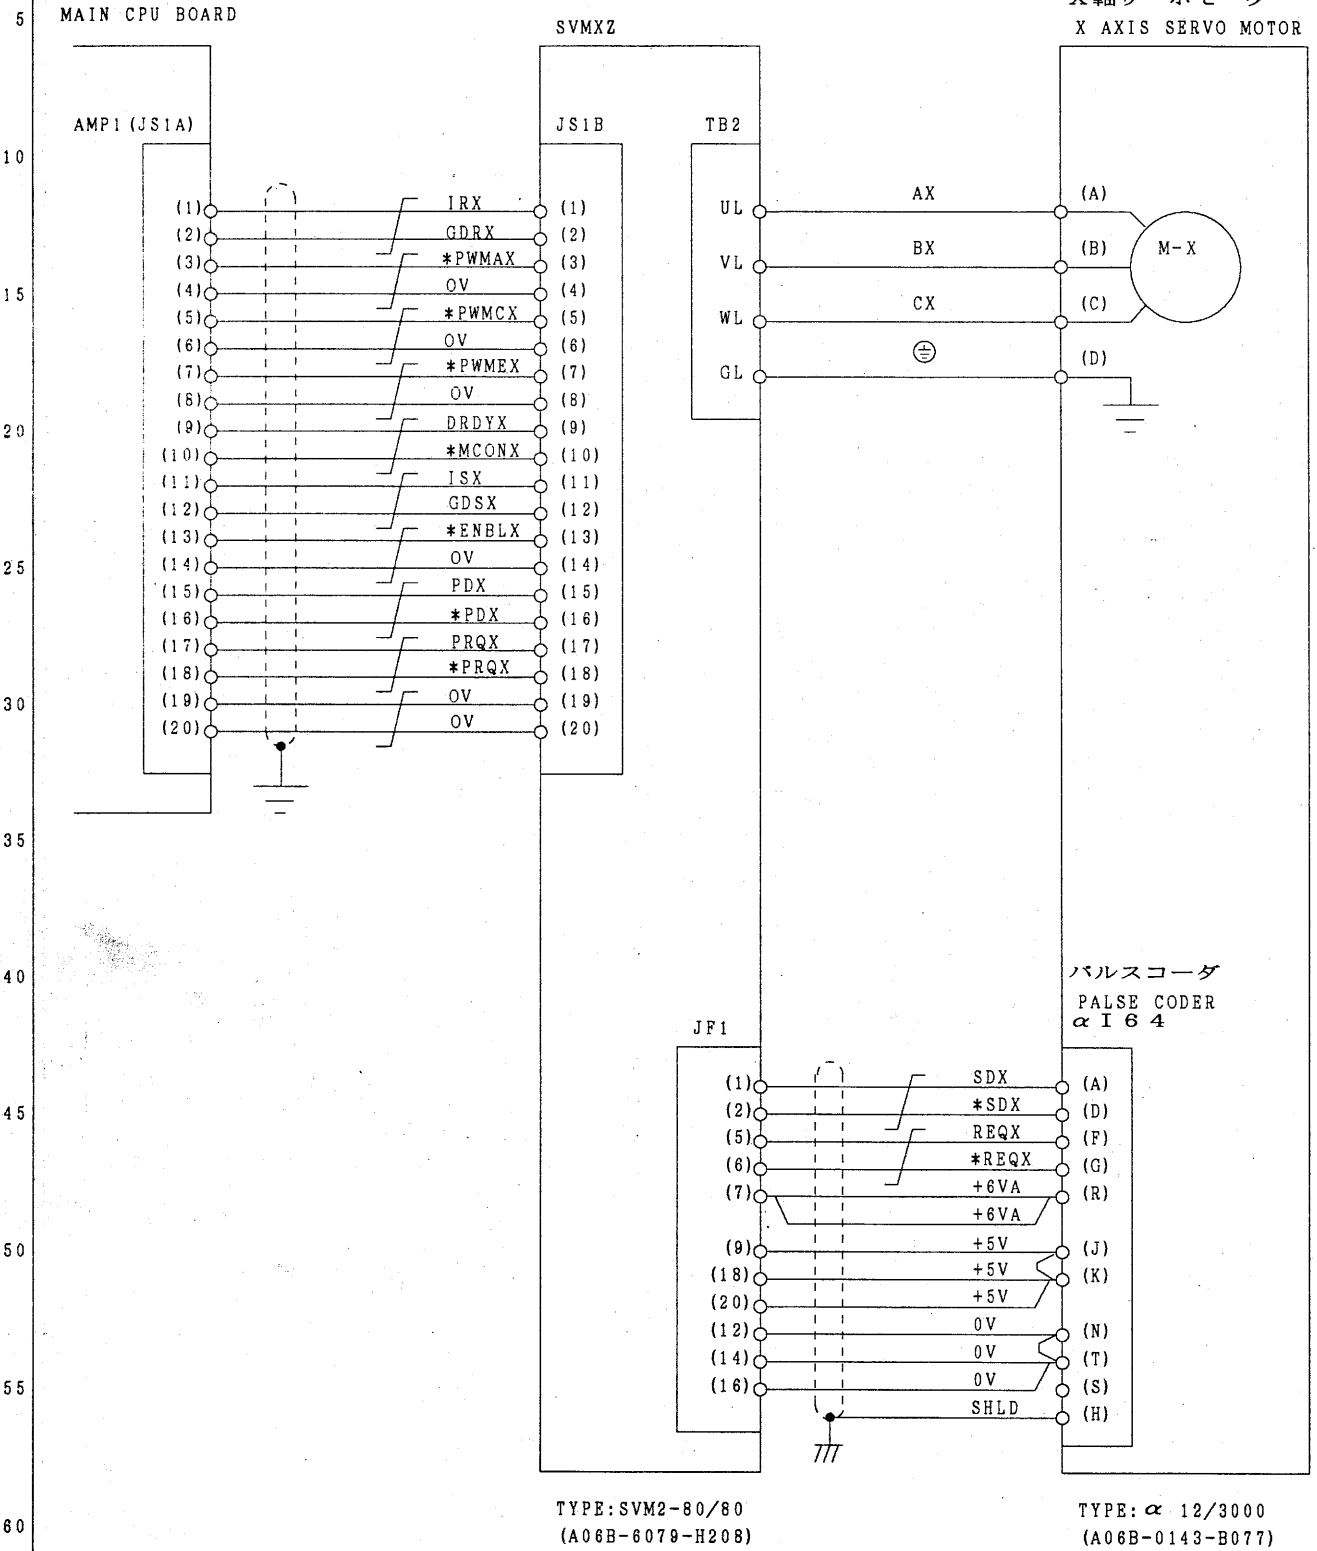 5
MAIN CPU BOARD
SVMXZ
X AXIS SERVO MOTOR
AMP1(JS1A)
JS1B
TB2
10
(1) IRX (1)
(2) GDRX (2)
(3) *PWMAX (3)
(4) 0V (4)
15
(5) *PWMCX (5)
(6) 0V (6)
(7) *PWMEX (7)
(8) 0V (8)
20
(9) DRDYX (9)
(10) *MCONX (10)
(11) ISX (11)
(12) GDSX (12)
(13) *ENBLX (13)
25
(14) 0V (14)
(15) PDX (15)
(16) *PDX (16)
(17) PRQX (17)
(18) *PRQX (18)
30
(19) 0V (19)
(20) 0V (20)
UL AX (A)
VL BX (B) M-X
WL CX (C)
GL (D)
35
40
パルスコーダ
PALSE CODER
αI64
JF1
(1) SDX (A)
45
(2) *SDX (D)
(5) REQX (F)
(6) *REQX (G)
(7) +6VA (R)
+6VA
50
(9) +5V (J)
(18) +5V (K)
(20) +5V
(12) 0V (N)
(14) 0V (T)
55
(16) 0V (S)
SHLD (H)
60
TYPE:SVM2-80/80
(A06B-6079-H208)
TYPE:α 12/3000
(A06B-0143-B077)